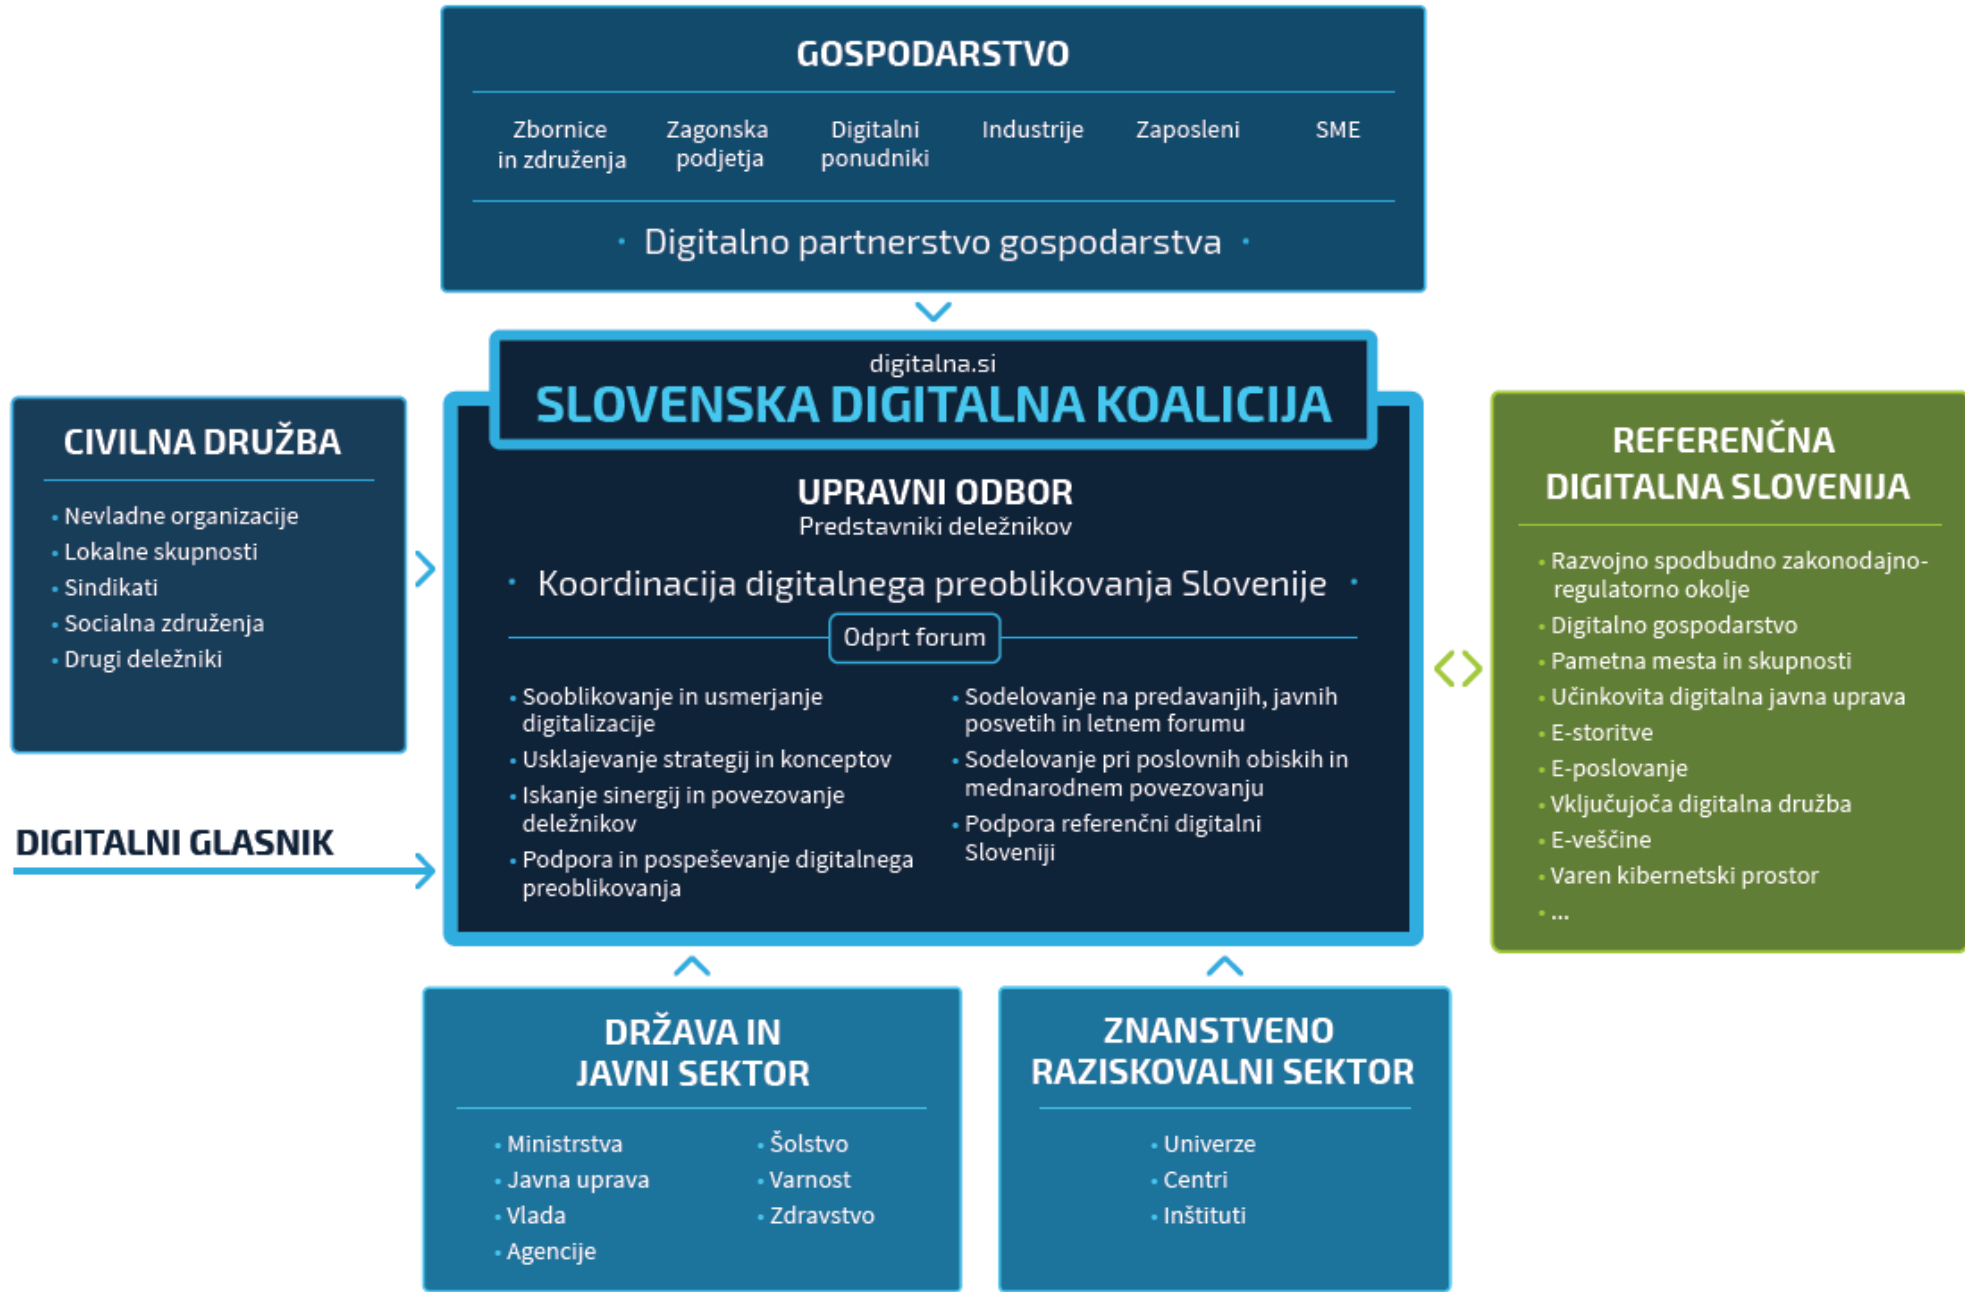 GOSPODARSTVO
Zbornice
in združenja
Zagonska
podjetja
Digitalni
ponudniki
Industrije
Zaposleni
SME
· Digitalno partnerstvo gospodarstva ·
digitalna.si
SLOVENSKA DIGITALNA KOALICIJA
UPRAVNI ODBOR
Predstavniki deležnikov
· Koordinacija digitalnega preoblikovanja Slovenije ·
Odprt forum
• Sooblikovanje in usmerjanje
digitalizacije
• Usklajevanje strategij in konceptov
• Iskanje sinergij in povezovanje
deležnikov
• Podpora in pospeševanje digitalnega
preoblikovanja
• Sodelovanje na predavanjih, javnih
posvetih in letnem forumu
• Sodelovanje pri poslovnih obiskih in
mednarodnem povezovanju
• Podpora referenčni digitalni
Sloveniji
CIVILNA DRUŽBA
• Nevladne organizacije
• Lokalne skupnosti
• Sindikati
• Socialna združenja
• Drugi deležniki
DIGITALNI GLASNIK
REFERENČNA
DIGITALNA SLOVENIJA
• Razvojno spodbudno zakonodajno-
regulatorno okolje
• Digitalno gospodarstvo
• Pametna mesta in skupnosti
• Učinkovita digitalna javna uprava
• E-storitve
• E-poslovanje
• Vključujoča digitalna družba
• E-veščine
• Varen kibernetski prostor
• ...
DRŽAVA IN
JAVNI SEKTOR
• Ministrstva
• Javna uprava
• Vlada
• Agencije
• Šolstvo
• Varnost
• Zdravstvo
ZNANSTVENO
RAZISKOVALNI SEKTOR
• Univerze
• Centri
• Inštituti